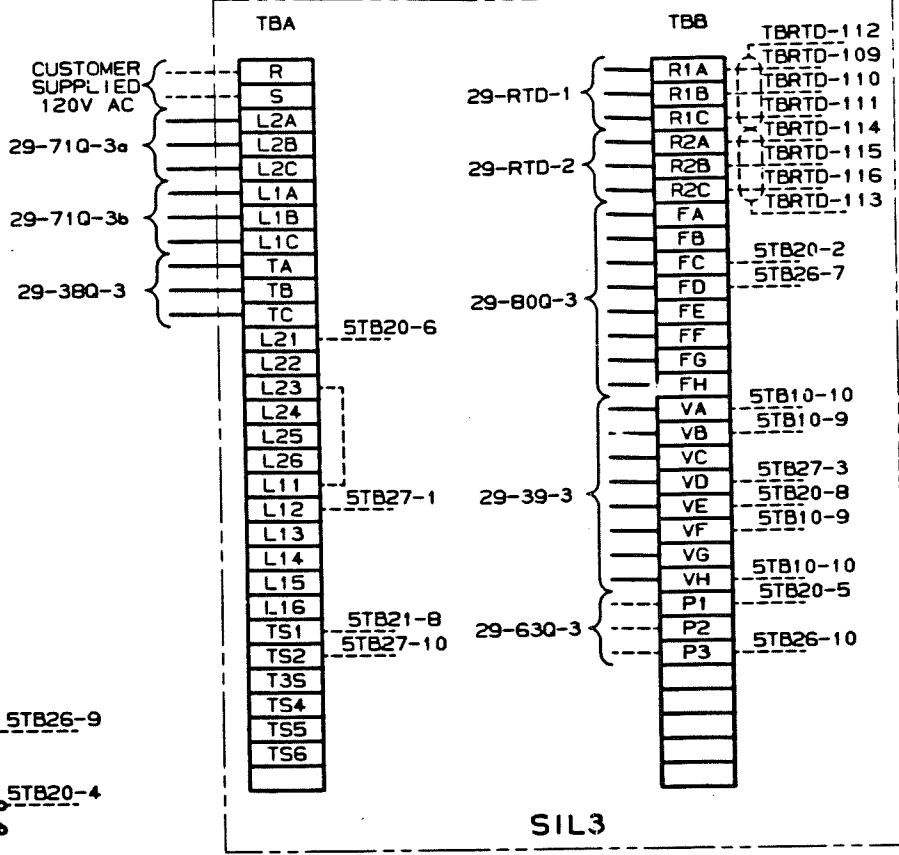 TBA
TBB
CUSTOMER
SUPPLIED
120V AC
29-71Q-3a
29-71Q-3b
29-38Q-3
R
S
L2A
L2B
L2C
L1A
L1B
L1C
TA
TB
TC
L21 5TB20-6
L22
L23
L24
L25
L26
L11
L12 5TB27-1
L13
L14
L15
L16
TS1 5TB21-8
TS2 5TB27-10
T3S
TS4
TS5
TS6
5TB26-9
5TB20-4
29-RTD-1
29-RTD-2
29-80Q-3
29-39-3
29-63Q-3
TBRTD-112
R1A TBRTD-109
R1B TBRTD-110
R1C TBRTD-111
TBRTD-114
R2A
R2B TBRTD-115
R2C TBRTD-116
TBRTD-113
FA
FB
FC 5TB20-2
FD 5TB26-7
FE
FF
FG
FH
VA 5TB10-10
VB 5TB10-9
VC
VD 5TB27-3
VE 5TB20-8
VF 5TB10-9
VG
VH 5TB10-10
P1 5TB20-5
P2
P3 5TB26-10
SIL3